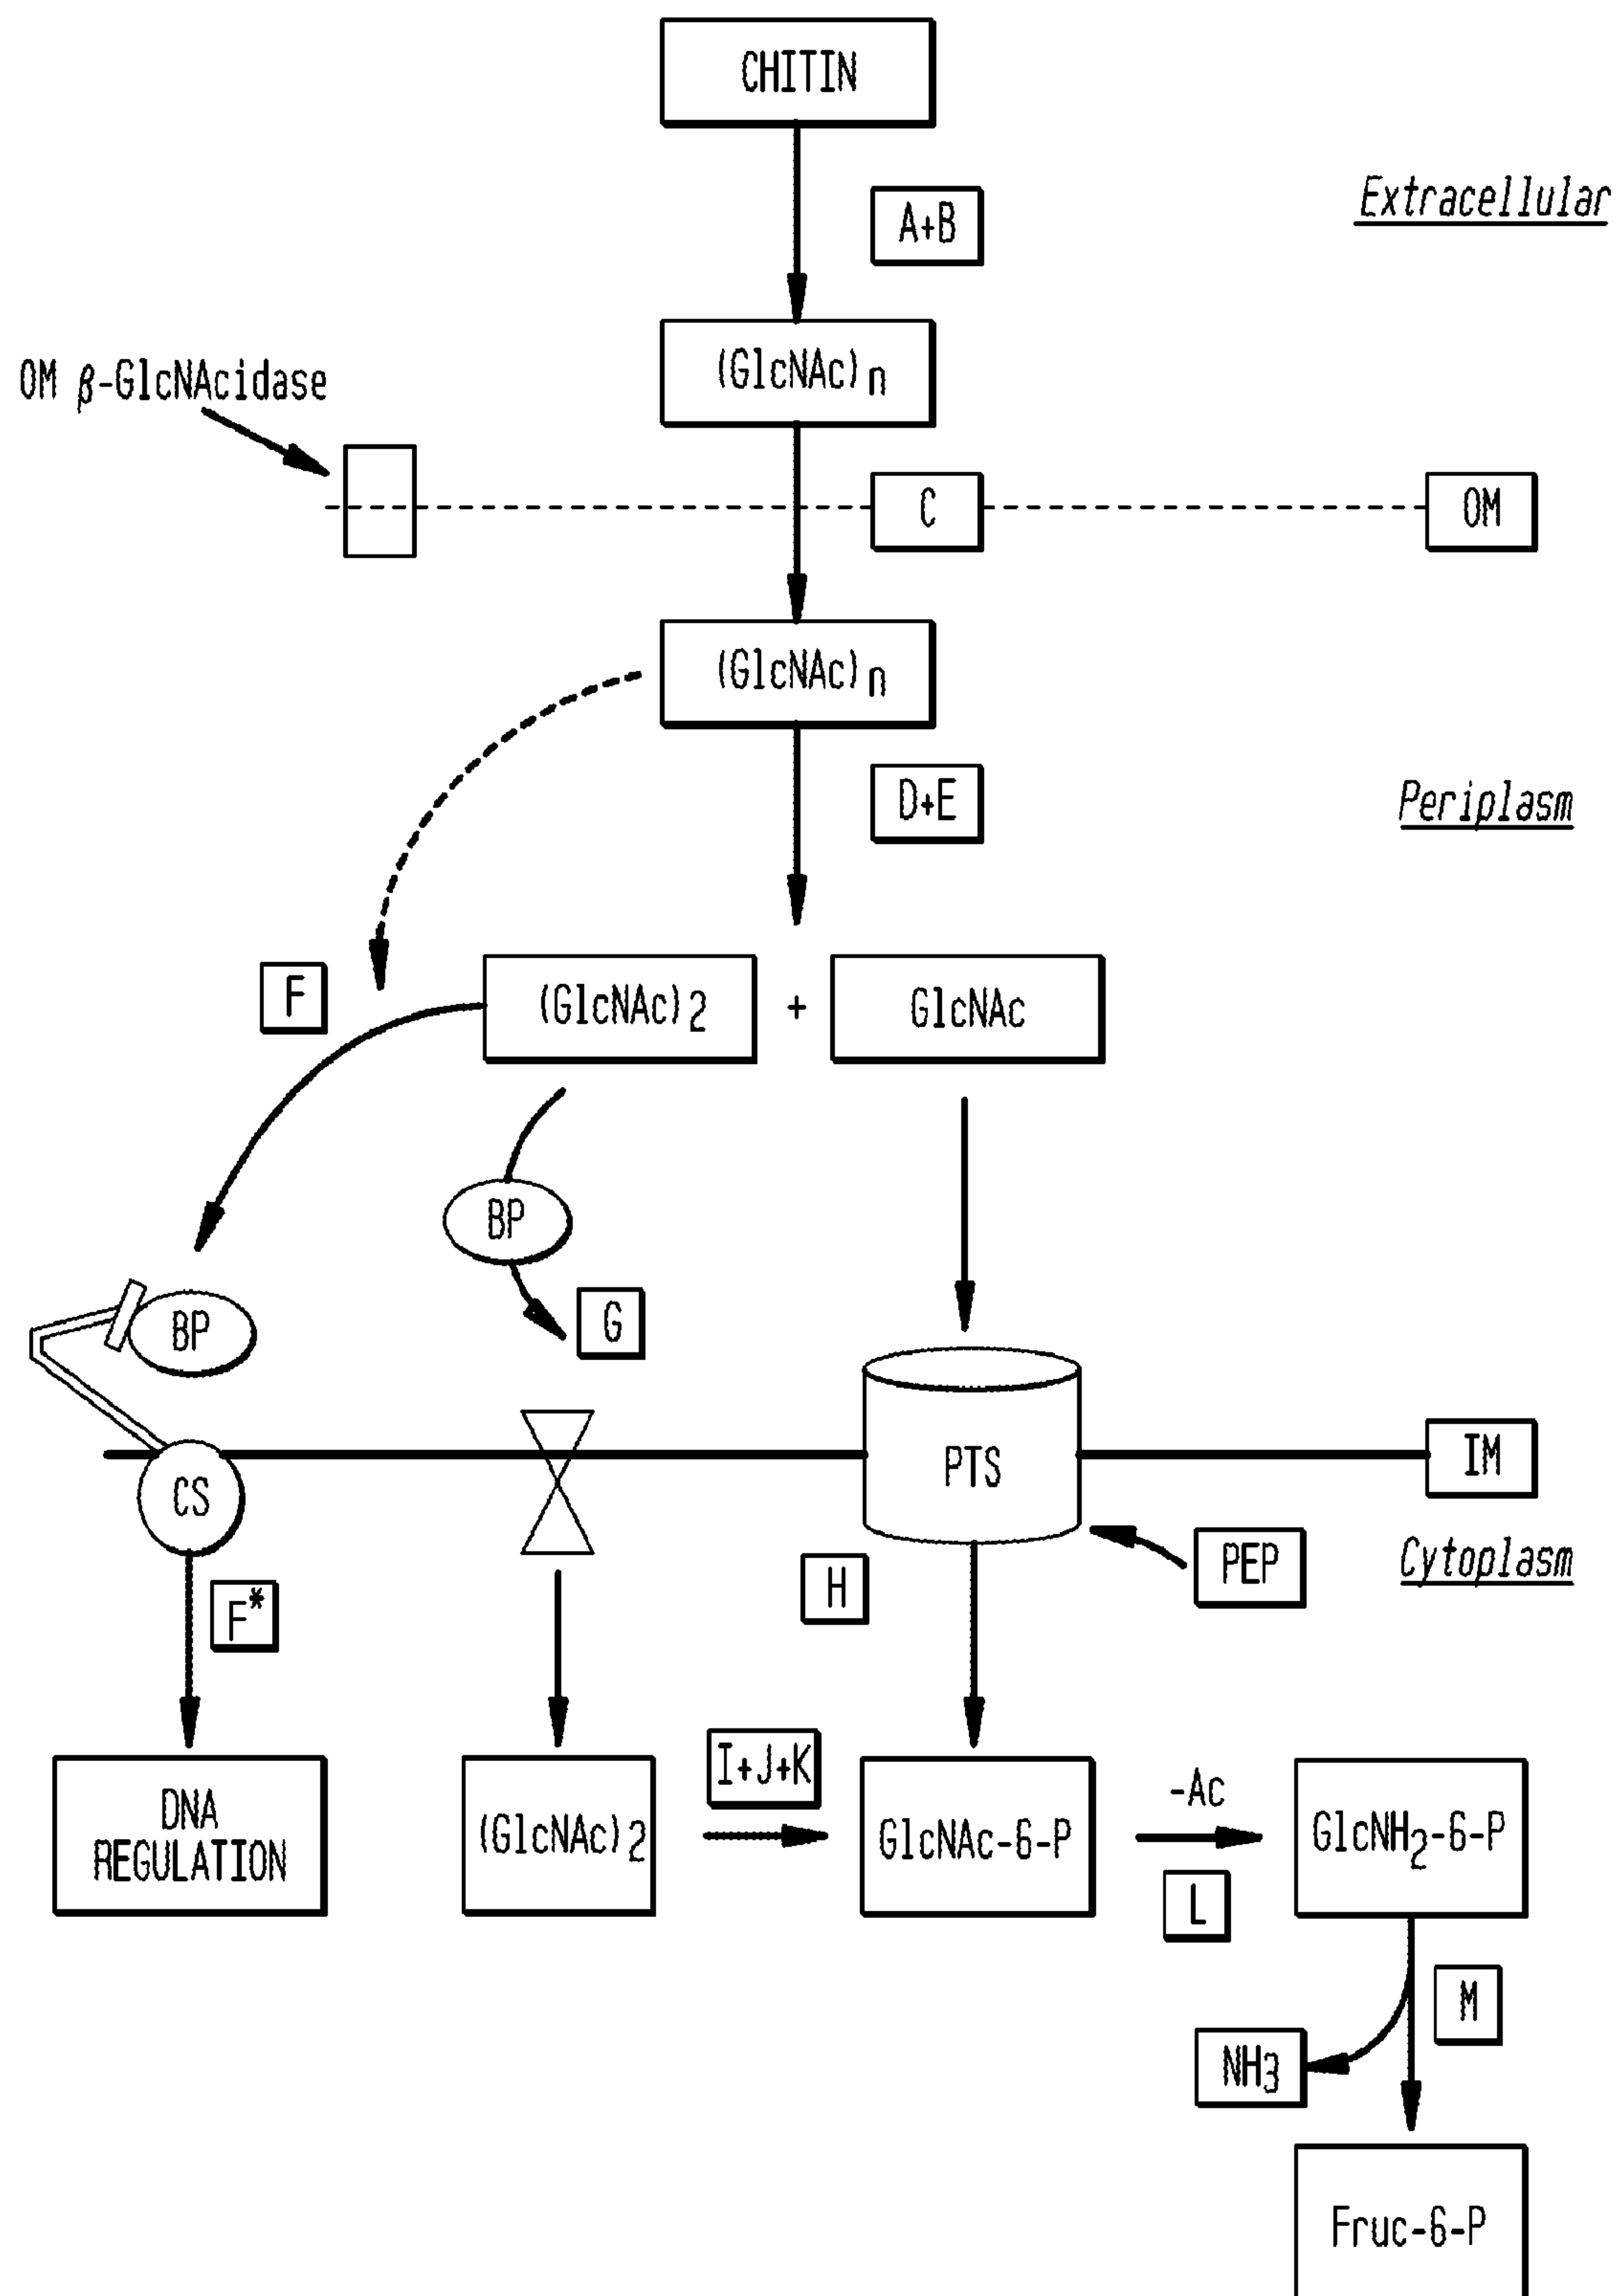 CHITIN
Extracellular
A+B
(GlcNAc)n
OM β-GlcNAcidase
C
OM
(GlcNAc)n
D+E
Periplasm
F
(GlcNAc)2
+
GlcNAc
BP
G
BP
PTS
IM
CS
PEP
Cytoplasm
H
F*
DNA
REGULATION
(GlcNAc)2
I+J+K
GlcNAc-6-P
-Ac
L
GlcNH2-6-P
M
NH3
Fruc-6-P